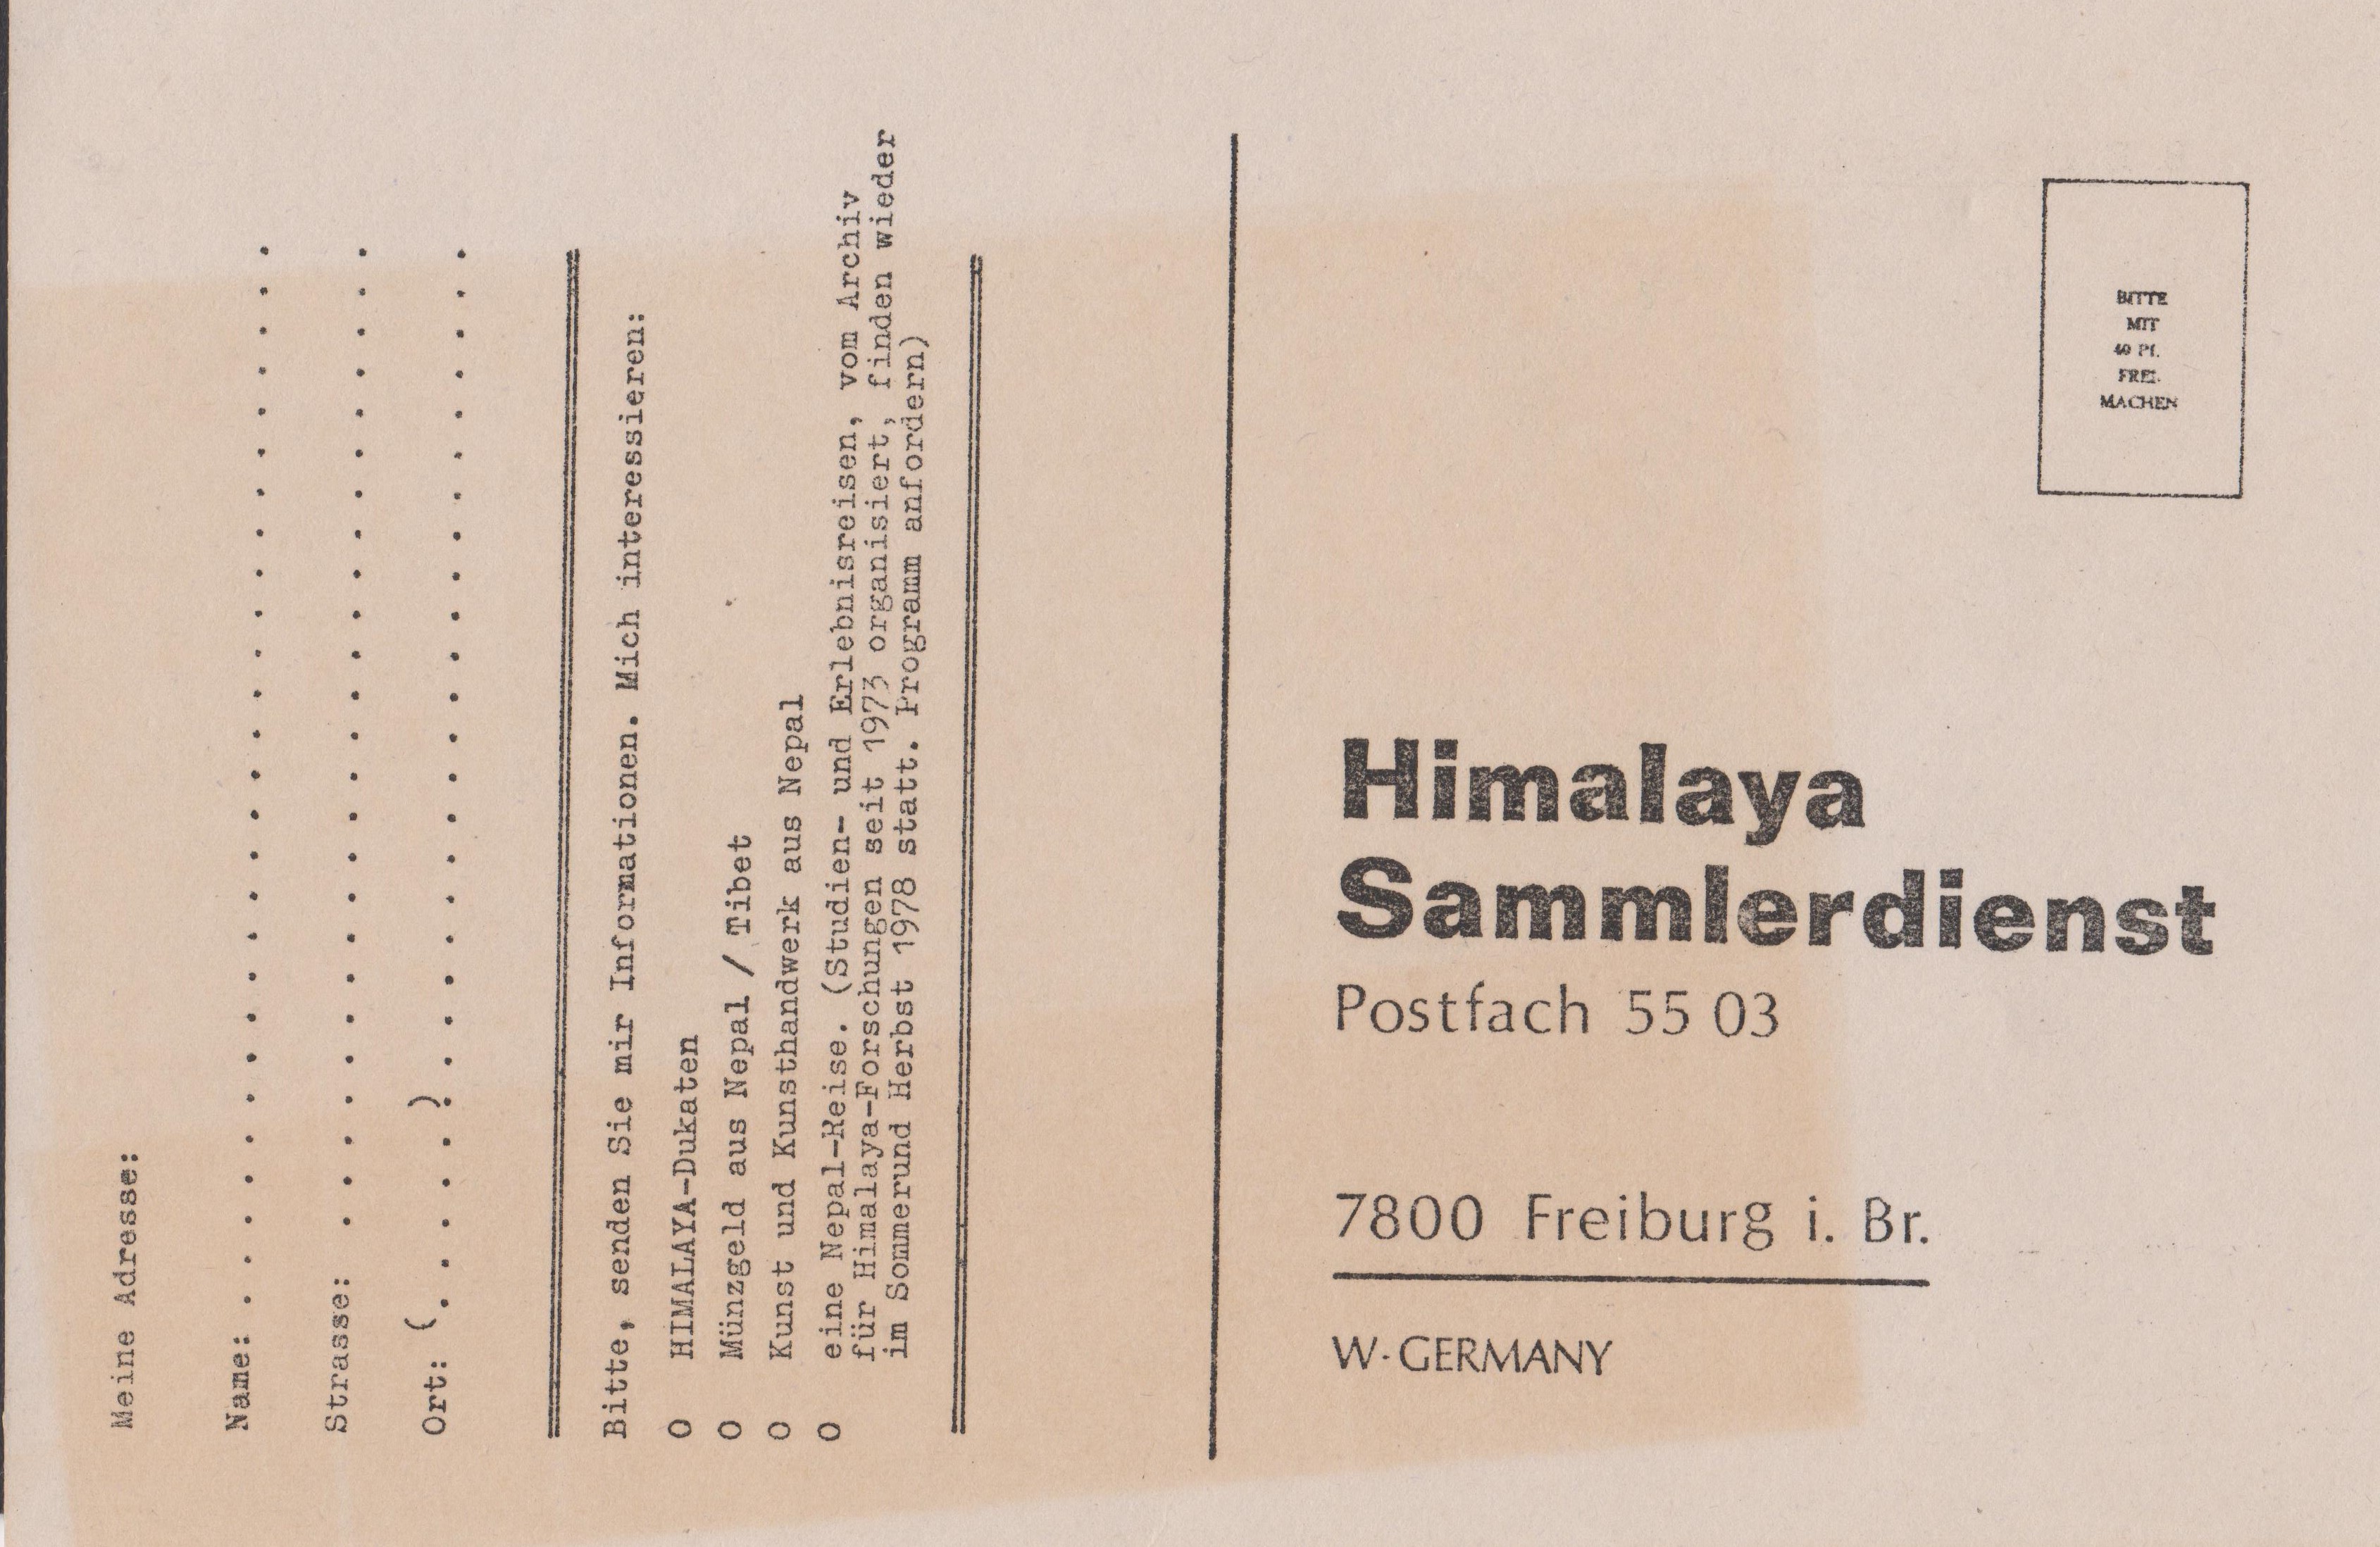 Meine Adresse:
Name: . . . . . . . . . . . . . . . . . . . . . . . . . . .
Strasse: . . . . . . . . . . . . . . . . . . . . . . . . .
Ort: (. . . . . ). . . . . . . . . . . . . . . . . . . . . .
Bitte, senden Sie mir Informationen. Mich interessieren:
O HIMALAYA-Dukaten
O Münzgeld aus Nepal / Tibet
O Kunst und Kunsthandwerk aus Nepal
O eine Nepal-Reise. (Studien- und Erlebnisreisen, vom Archiv
für Himalaya-Forschungen seit 1973 organisiert, finden wieder
im Sommerund Herbst 1978 statt. Programm anfordern)
BITTE
MIT
40 Pf.
FREI-
MACHEN
Himalaya
Sammlerdienst
Postfach 55 03
7800 Freiburg i. Br.
W-GERMANY